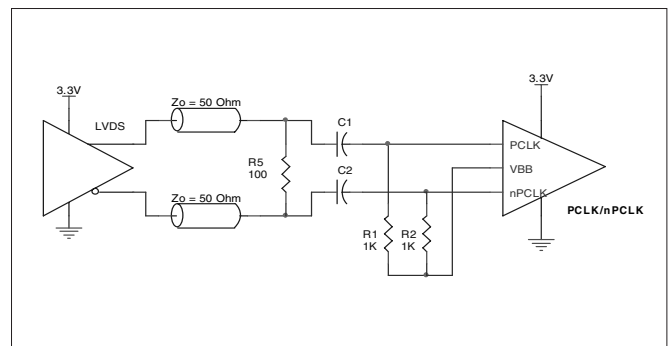 3.3V
LVDS
Zo = 50 Ohm
Zo = 50 Ohm
R5
100
C1
C2
R1
1K
R2
1K
3.3V
PCLK
VBB
nPCLK
PCLK/nPCLK